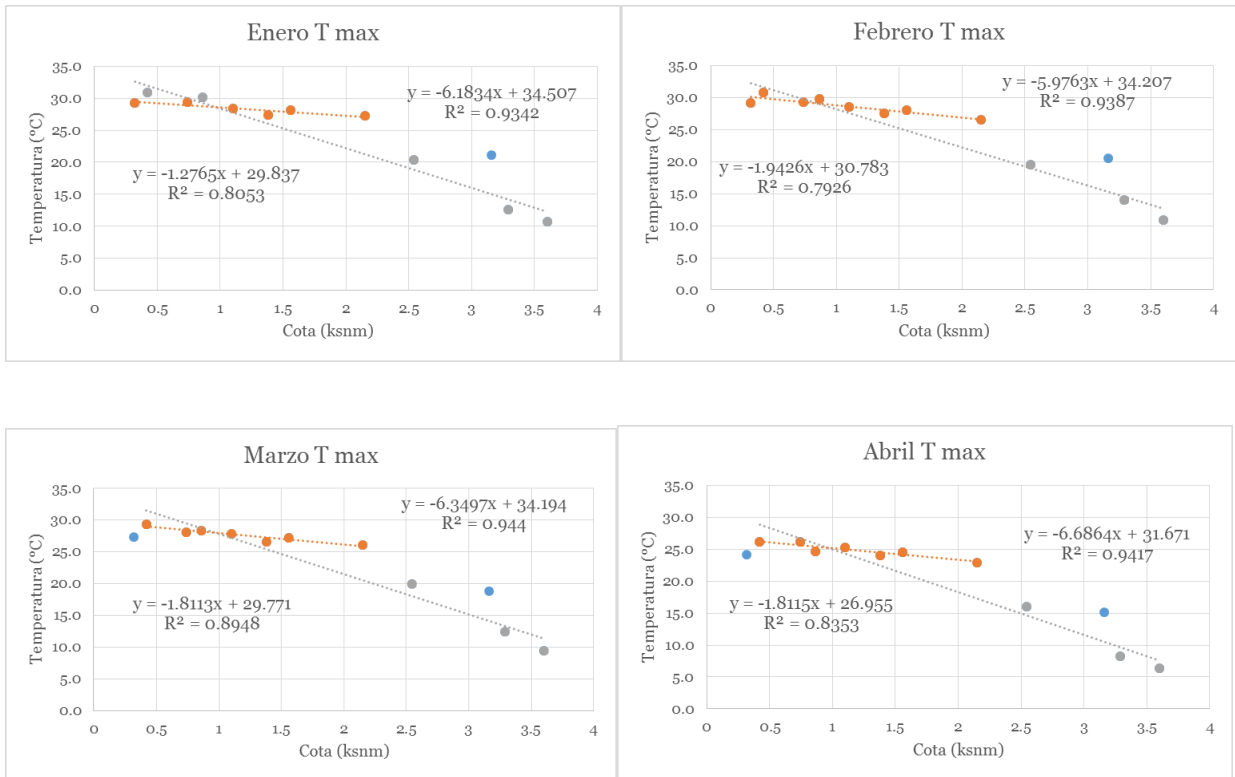 Enero T max
35.0
30.0
25.0
20.0
15.0
10.0
5.0
0.0
Temperatura (ºC)
y = -6.1834x + 34.507
R² = 0.9342
y = -1.2765x + 29.837
R² = 0.8053
0 0.5 1 1.5 2 2.5 3 3.5 4
Cota (ksnm)
Febrero T max
35.0
30.0
25.0
20.0
15.0
10.0
5.0
0.0
Temperatura (ºC)
y = -5.9763x + 34.207
R² = 0.9387
y = -1.9426x + 30.783
R² = 0.7926
0 0.5 1 1.5 2 2.5 3 3.5 4
Cota (ksnm)
Marzo T max
35.0
30.0
25.0
20.0
15.0
10.0
5.0
0.0
Temperatura (ºC)
y = -6.3497x + 34.194
R² = 0.944
y = -1.8113x + 29.771
R² = 0.8948
0 0.5 1 1.5 2 2.5 3 3.5 4
Cota (ksnm)
Abril T max
35.0
30.0
25.0
20.0
15.0
10.0
5.0
0.0
Temperatura (ºC)
y = -6.6864x + 31.671
R² = 0.9417
y = -1.8115x + 26.955
R² = 0.8353
0 0.5 1 1.5 2 2.5 3 3.5 4
Cota (ksnm)